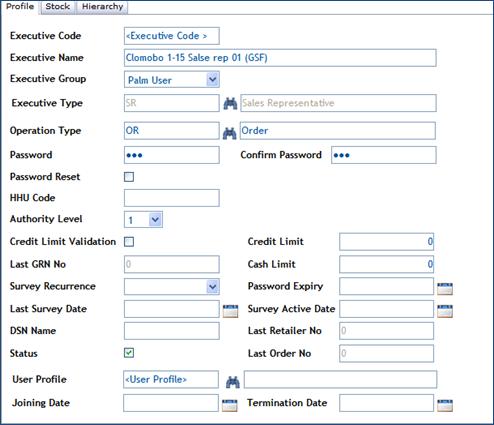 Profile Stock Hierarchy
Executive Code <Executive Code >
Executive Name Clomobo 1-15 Salse rep 01 (GSF)
Executive Group Palm User
Executive Type SR Sales Representative
Operation Type OR Order
Password ●●● Confirm Password ●●●
Password Reset
HHU Code
Authority Level 1
Credit Limit Validation Credit Limit 0
Last GRN No 0 Cash Limit 0
Survey Recurrence Password Expiry
Last Survey Date Survey Active Date
DSN Name Last Retailer No 0
Status Last Order No 0
User Profile <User Profile>
Joining Date Termination Date